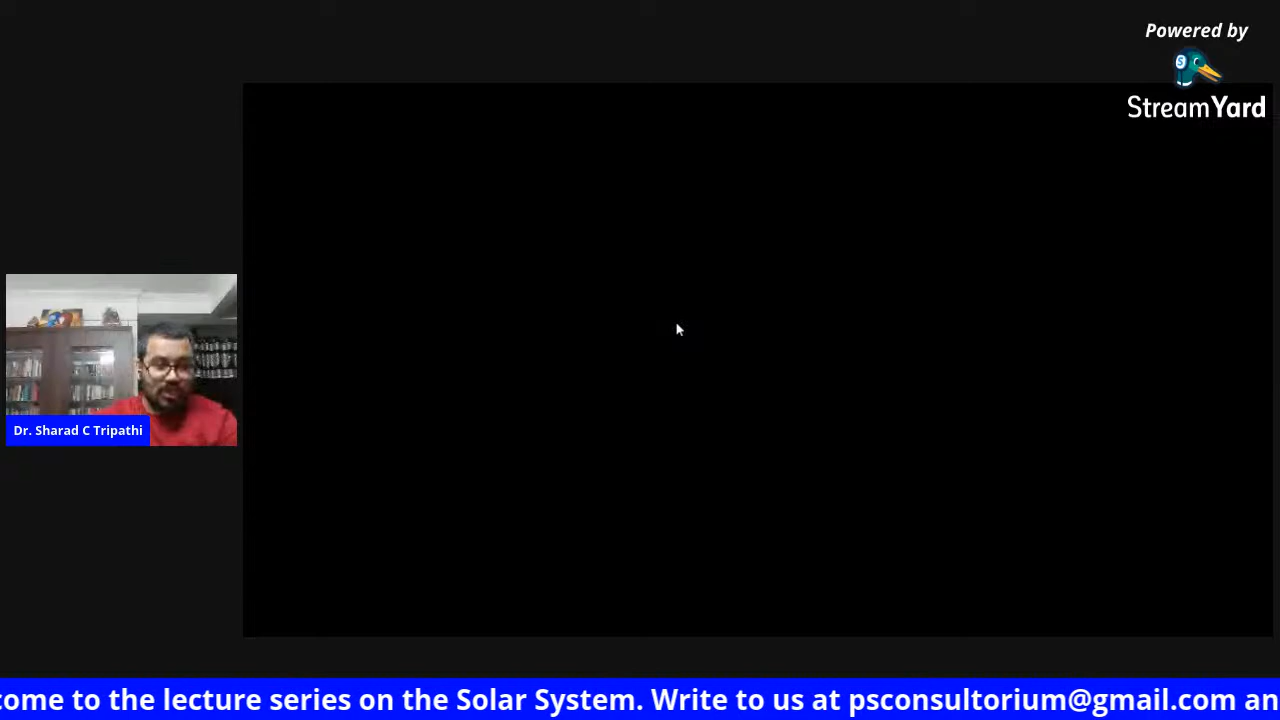 Powered by
StreamYard
Dr. Sharad C Tripathi
come to the lecture series on the Solar System. Write to us at psconsultorium@gmail.com an